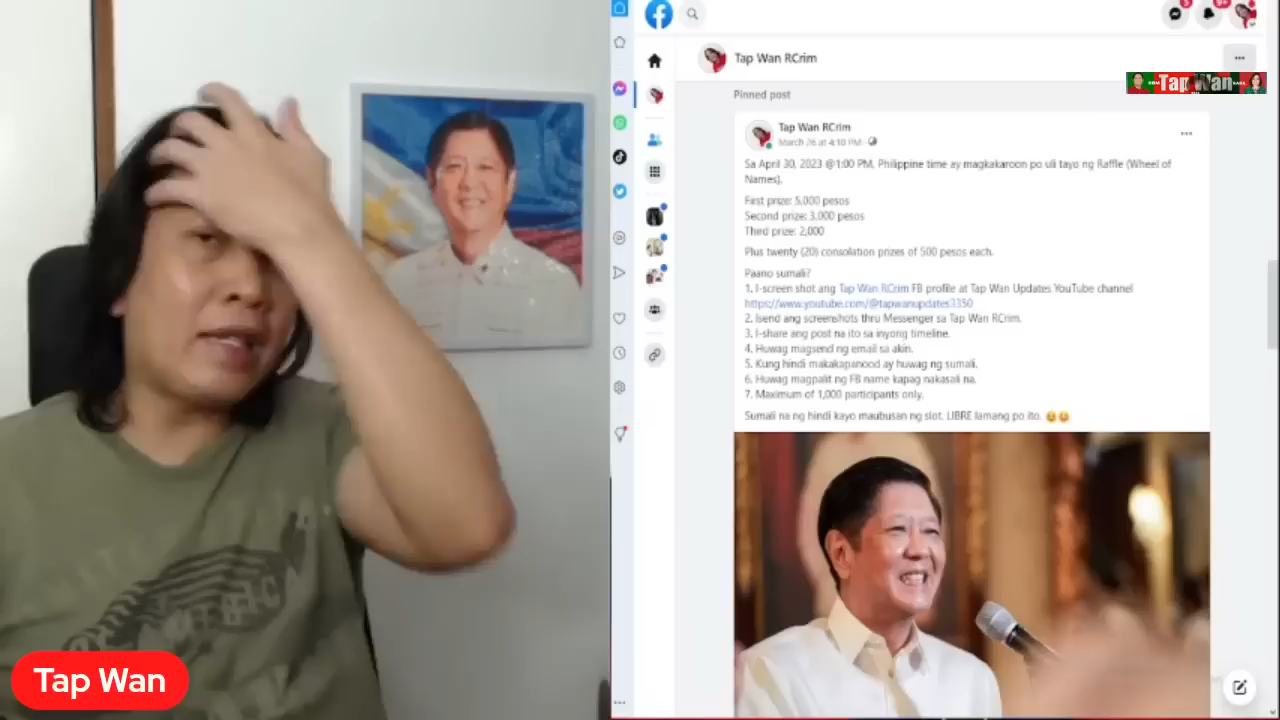 Tap Wan RCrim
Tap Wan
Pinned post
Tap Wan RCrim
March 26 at 4:10 PM
Sa April 30, 2023 @1:00 PM, Philippine time ay magkakaroon po uli tayo ng Raffle (Wheel of
Names).
First prize: 5,000 pesos
Second prize: 3,000 pesos
Third prize: 2,000
Plus twenty (20) consolation prizes of 500 pesos each.
Paano sumali?
1. I-screen shot ang Tap Wan RCrim FB profile at Tap Wan Updates YouTube channel
https://www.youtube.com/@tapwanupdates3350
2. Isend ang screenshots thru Messenger sa Tap Wan RCrim.
3. I-share ang post na ito sa inyong timeline.
4. Huwag magsend ng email sa akin.
5. Kung hindi makakapanood ay huwag ng sumali.
6. Huwag magpalit ng FB name kapag nakasali na.
7. Maximum of 1,000 participants only.
Sumali na ng hindi kayo maubusan ng slot. LIBRE lamang po ito. 😆😆
Tap Wan